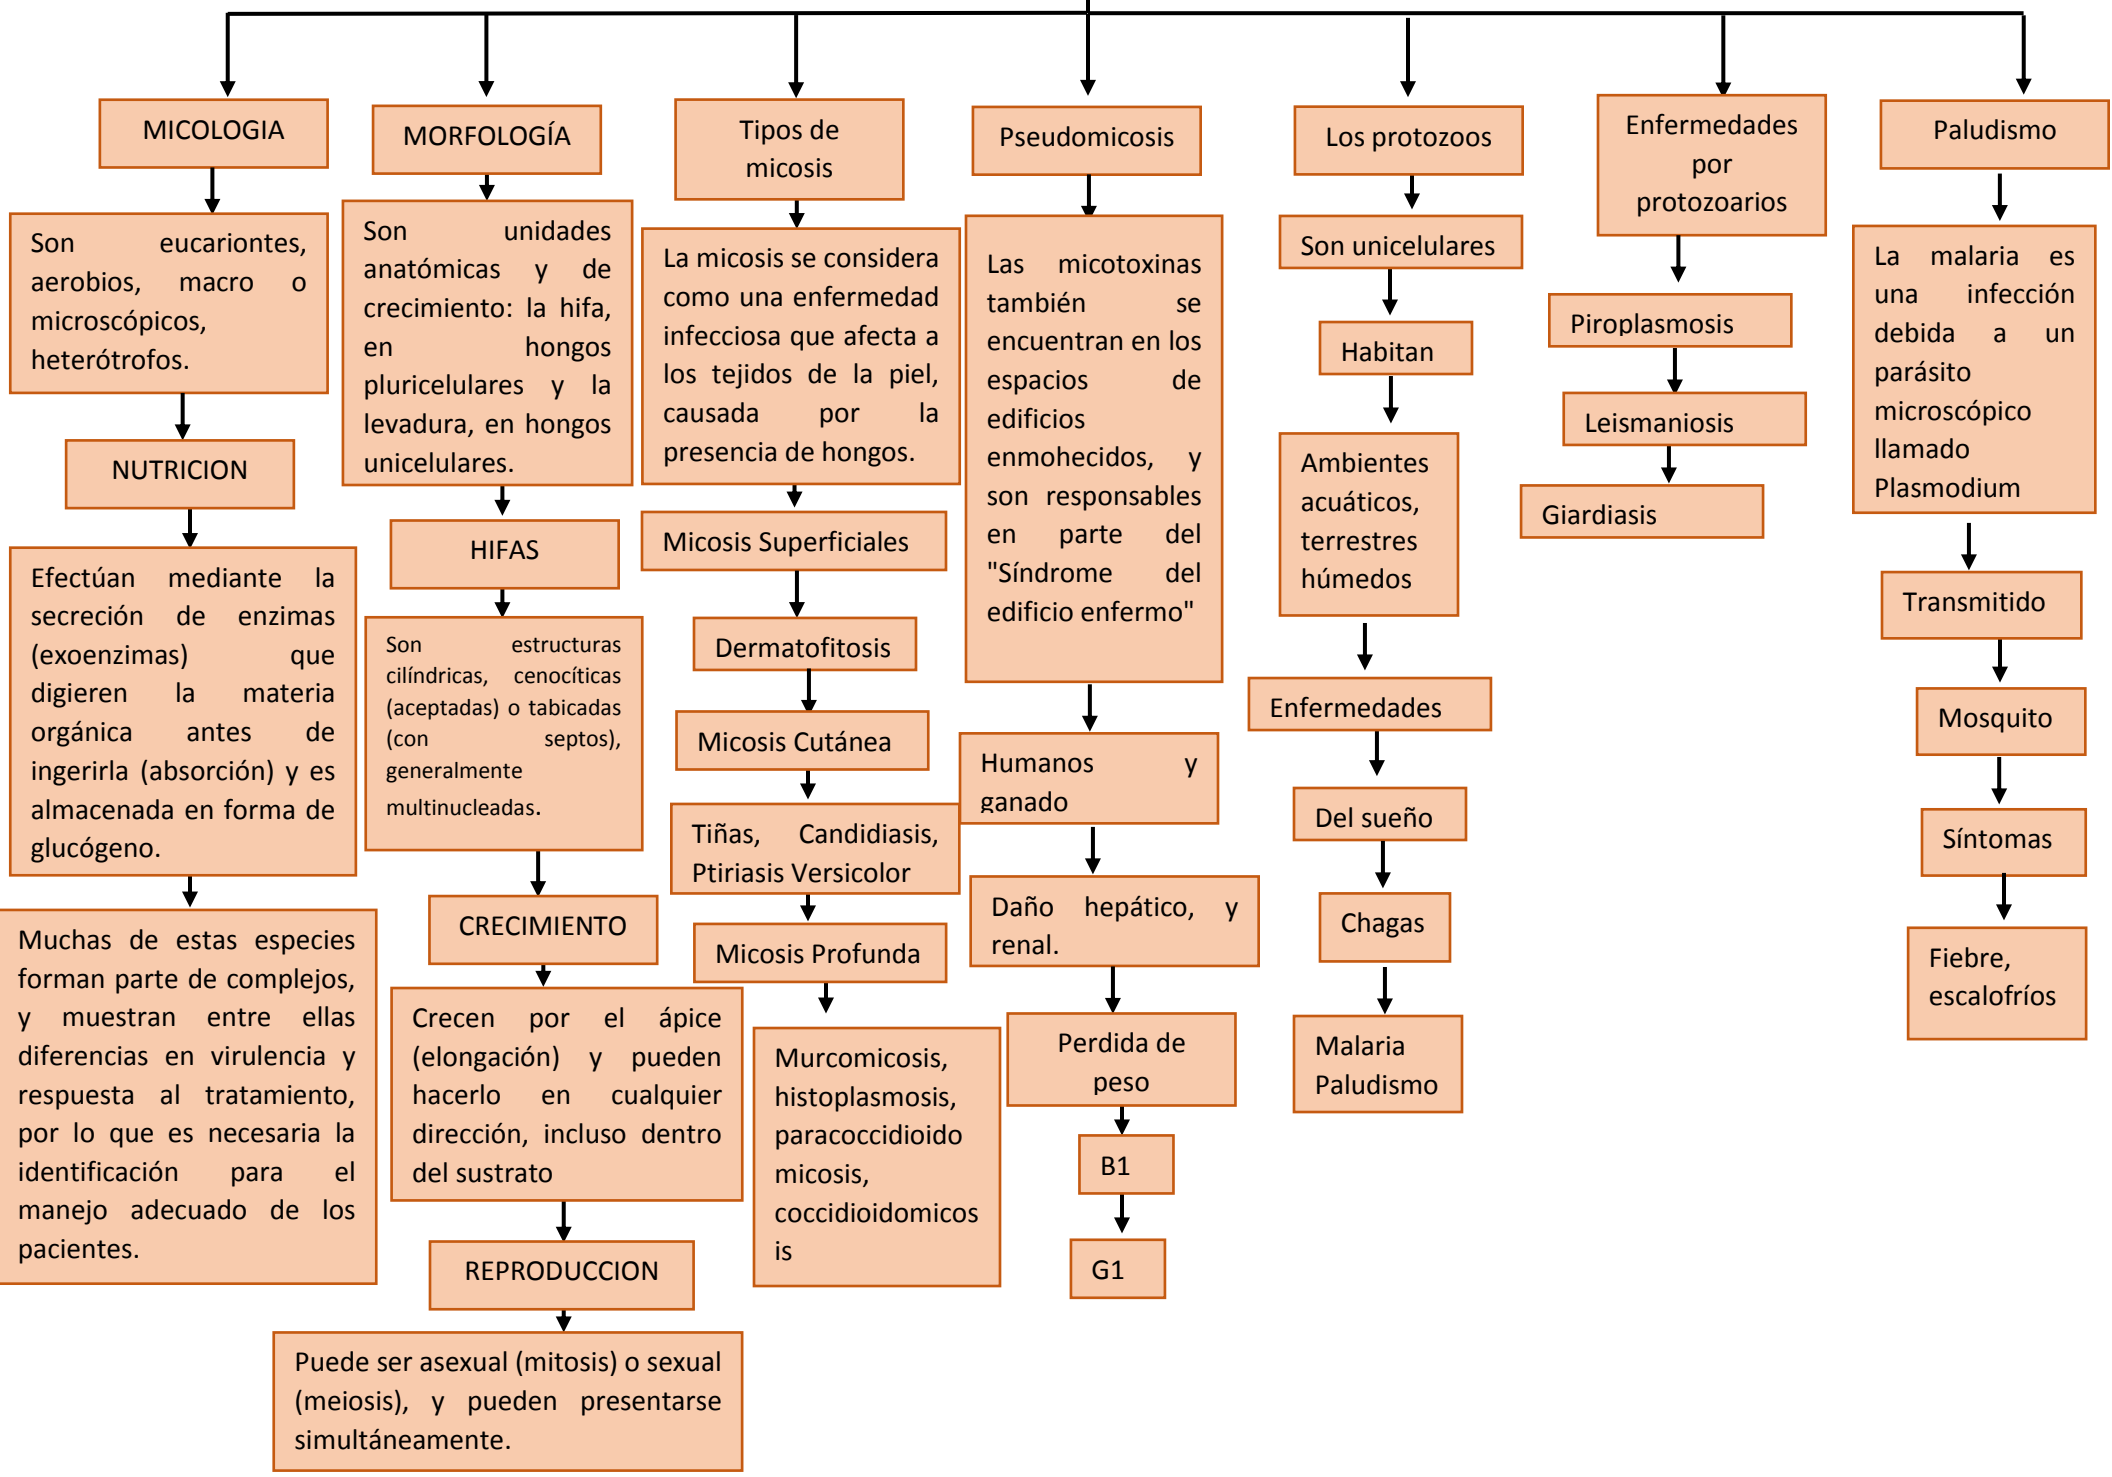 MICOLOGIA
Son eucariontes,
aerobios, macro o
microscópicos,
heterótrofos.
NUTRICION
Efectúan mediante la
secreción de enzimas
(exoenzimas) que
digieren la materia
orgánica antes de
ingerirla (absorción) y es
almacenada en forma de
glucógeno.
Muchas de estas especies
forman parte de complejos,
y muestran entre ellas
diferencias en virulencia y
respuesta al tratamiento,
por lo que es necesaria la
identificación para el
manejo adecuado de los
pacientes.
MORFOLOGÍA
Son unidades
anatómicas y de
crecimiento: la hifa,
en hongos
pluricelulares y la
levadura, en hongos
unicelulares.
HIFAS
Son estructuras
cilíndricas, cenocíticas
(aceptadas) o tabicadas
(con septos),
generalmente
multinucleadas.
CRECIMIENTO
Crecen por el ápice
(elongación) y pueden
hacerlo en cualquier
dirección, incluso dentro
del sustrato
REPRODUCCION
Puede ser asexual (mitosis) o sexual
(meiosis), y pueden presentarse
simultáneamente.
Tipos de
micosis
La micosis se considera
como una enfermedad
infecciosa que afecta a
los tejidos de la piel,
causada por la
presencia de hongos.
Micosis Superficiales
Dermatofitosis
Micosis Cutánea
Tiñas, Candidiasis,
Ptiriasis Versicolor
Micosis Profunda
Murcomicosis,
histoplasmosis,
paracoccidioido
micosis,
coccidioidomicos
is
Pseudomicosis
Las micotoxinas
también se
encuentran en los
espacios de
edificios
enmohecidos, y
son responsables
en parte del
"Síndrome del
edificio enfermo"
Humanos y
ganado
Daño hepático, y
renal.
Perdida de
peso
B1
G1
Los protozoos
Son unicelulares
Habitan
Ambientes
acuáticos,
terrestres
húmedos
Enfermedades
Del sueño
Chagas
Malaria
Paludismo
Enfermedades
por
protozoarios
Piroplasmosis
Leismaniosis
Giardiasis
Paludismo
La malaria es
una infección
debida a un
parásito
microscópico
llamado
Plasmodium
Transmitido
Mosquito
Síntomas
Fiebre,
escalofríos